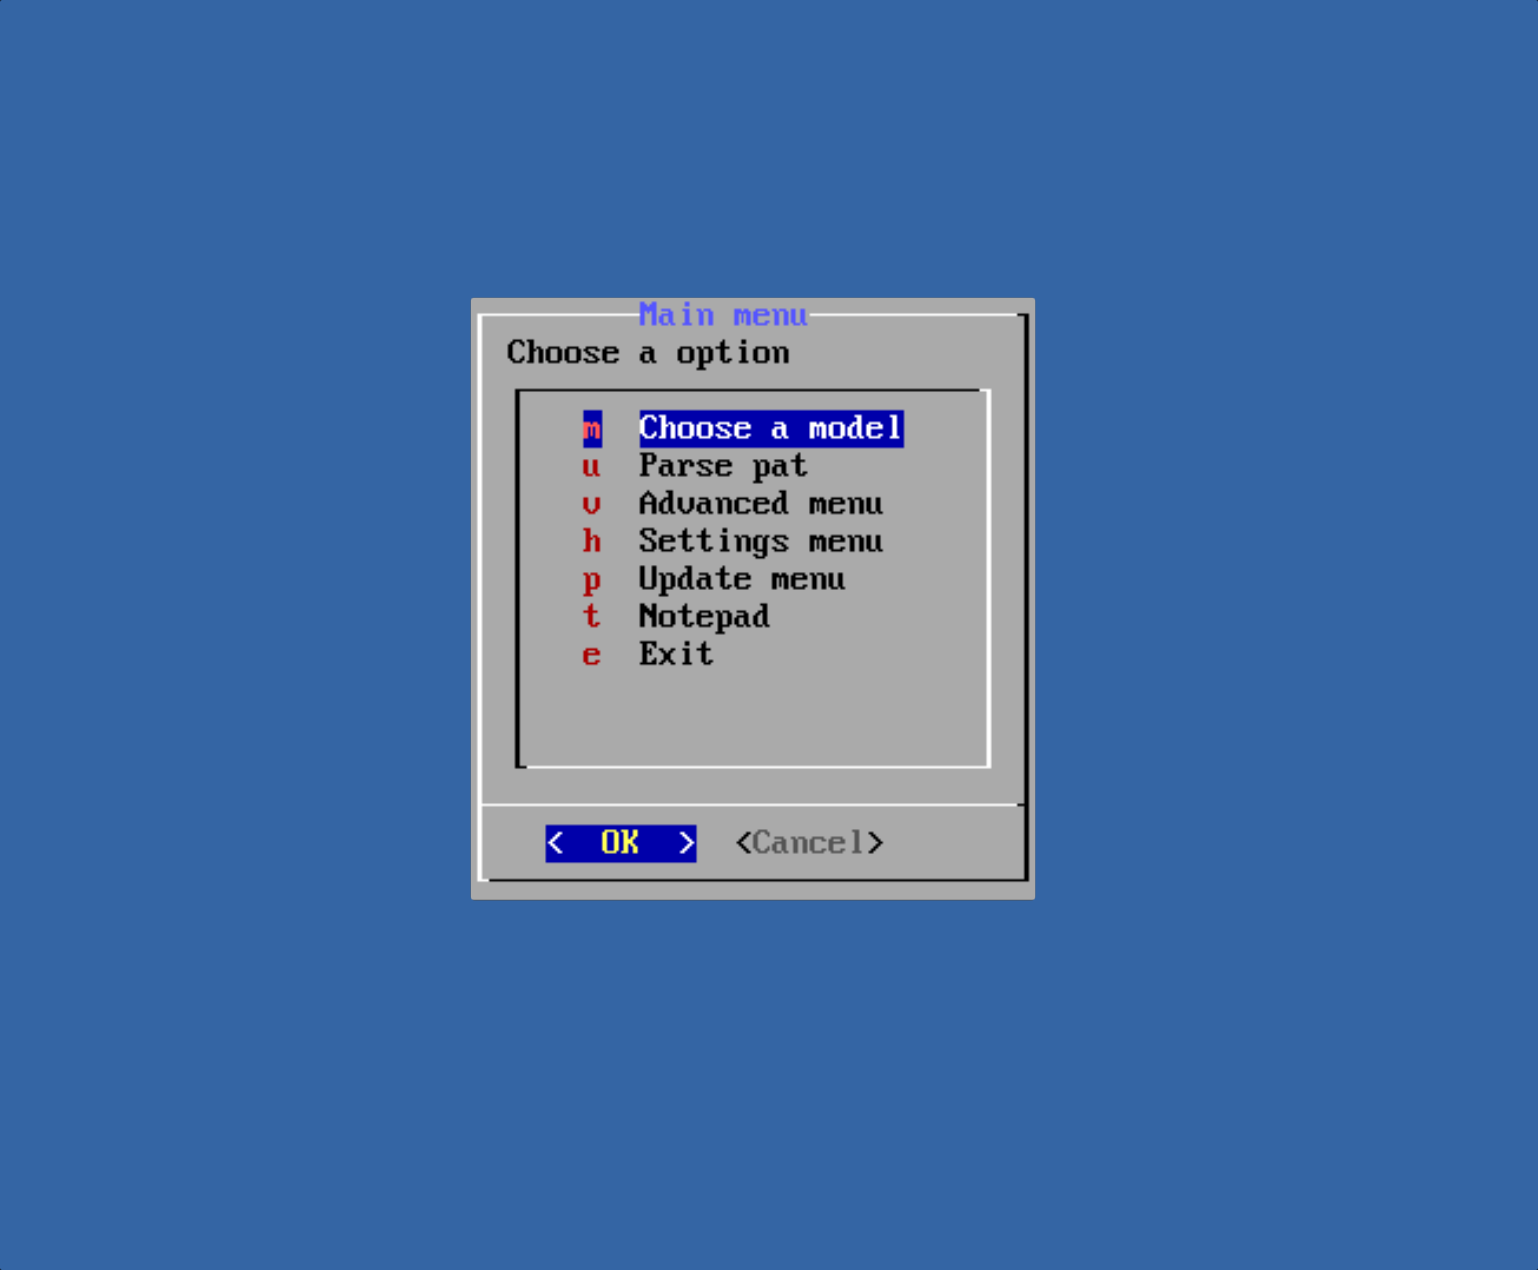 Main menu
Choose a option
m Choose a model
u Parse pat
v Advanced menu
h Settings menu
p Update menu
t Notepad
e Exit
< OK > <Cancel>